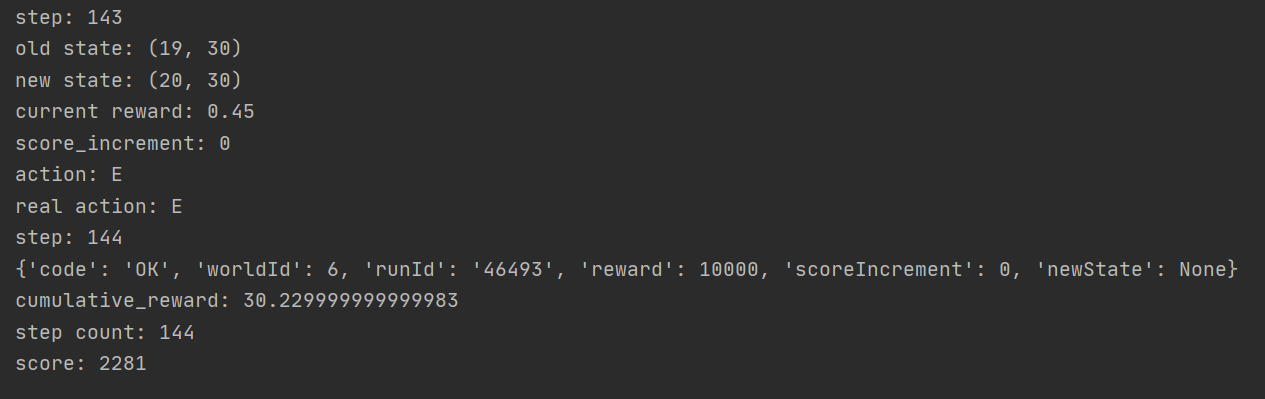 step: 143
old state: (19, 30)
new state: (20, 30)
current reward: 0.45
score_increment: 0
action: E
real action: E
step: 144
{'code': 'OK', 'worldId': 6, 'runId': '46493', 'reward': 10000, 'scoreIncrement': 0, 'newState': None}
cumulative_reward: 30.229999999999983
step count: 144
score: 2281